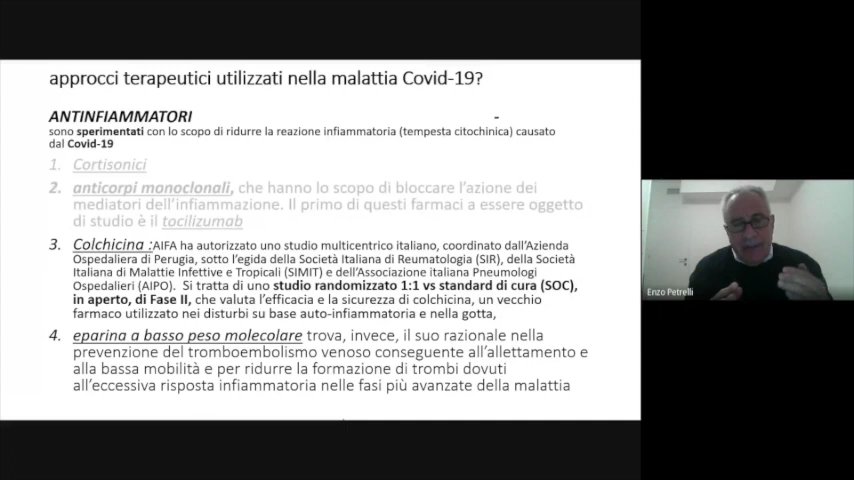 approcci terapeutici utilizzati nella malattia Covid-19?
ANTINFIAMMATORI -
sono sperimentati con lo scopo di ridurre la reazione infiammatoria (tempesta citochinica) causato
dal Covid-19
1. Cortisonici
2. anticorpi monoclonali, che hanno lo scopo di bloccare l'azione dei
mediatori dell'infiammazione. Il primo di questi farmaci a essere oggetto
di studio è il tocilizumab
3. Colchicina :AIFA ha autorizzato uno studio multicentrico italiano, coordinato dall'Azienda
Ospedaliera di Perugia, sotto l'egida della Società Italiana di Reumatologia (SIR), della Società
Italiana di Malattie Infettive e Tropicali (SIMIT) e dell'Associazione italiana Pneumologi
Ospedalieri (AIPO). Si tratta di uno studio randomizzato 1:1 vs standard di cura (SOC),
in aperto, di Fase II, che valuta l'efficacia e la sicurezza di colchicina, un vecchio
farmaco utilizzato nei disturbi su base auto-infiammatoria e nella gotta,
4. eparina a basso peso molecolare trova, invece, il suo razionale nella
prevenzione del tromboembolismo venoso conseguente all'allettamento e
alla bassa mobilità e per ridurre la formazione di trombi dovuti
all'eccessiva risposta infiammatoria nelle fasi più avanzate della malattia
Enzo Petrelli